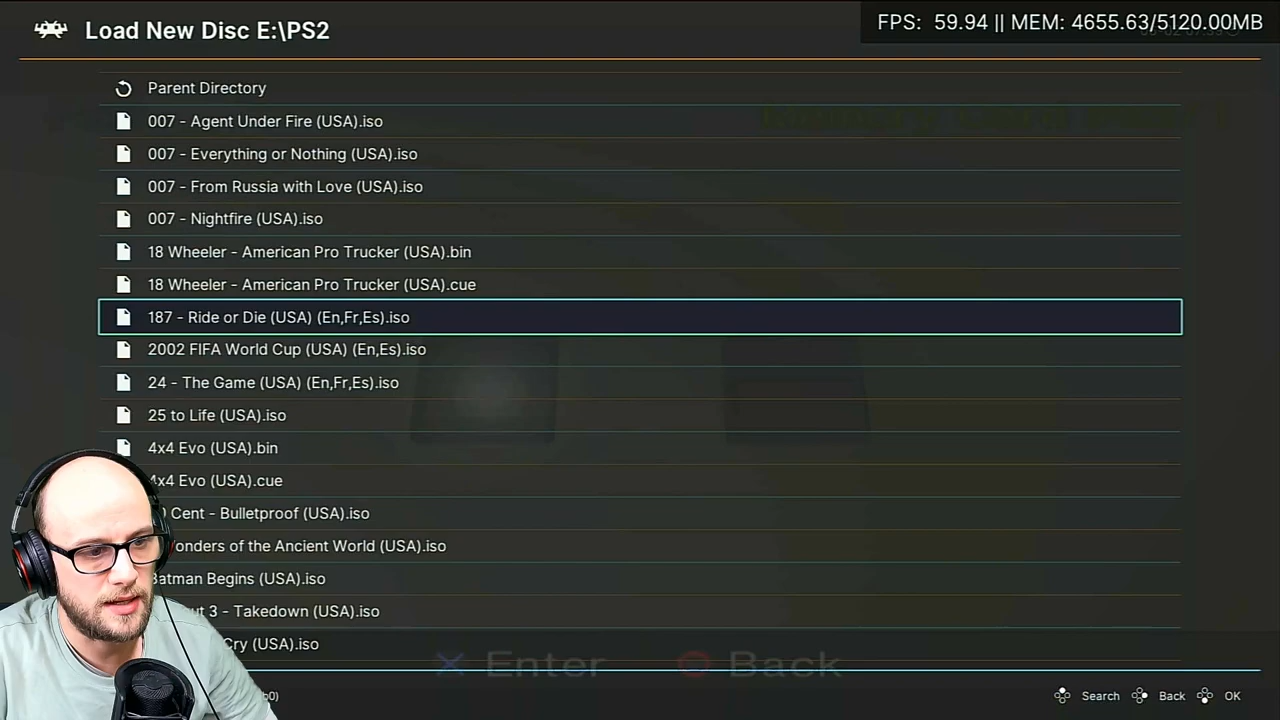 Load New Disc E:\PS2
FPS: 59.94 || MEM: 4655.63/5120.00MB
Parent Directory
007 - Agent Under Fire (USA).iso
007 - Everything or Nothing (USA).iso
007 - From Russia with Love (USA).iso
007 - Nightfire (USA).iso
18 Wheeler - American Pro Trucker (USA).bin
18 Wheeler - American Pro Trucker (USA).cue
187 - Ride or Die (USA) (En,Fr,Es).iso
2002 FIFA World Cup (USA) (En,Es).iso
24 - The Game (USA) (En,Fr,Es).iso
25 to Life (USA).iso
4x4 Evo (USA).bin
4x4 Evo (USA).cue
Cent - Bulletproof (USA).iso
onders of the Ancient World (USA).iso
Batman Begins (USA).iso
ut 3 - Takedown (USA).iso
Cry (USA).iso
Enter Back
b0)
Search Back OK